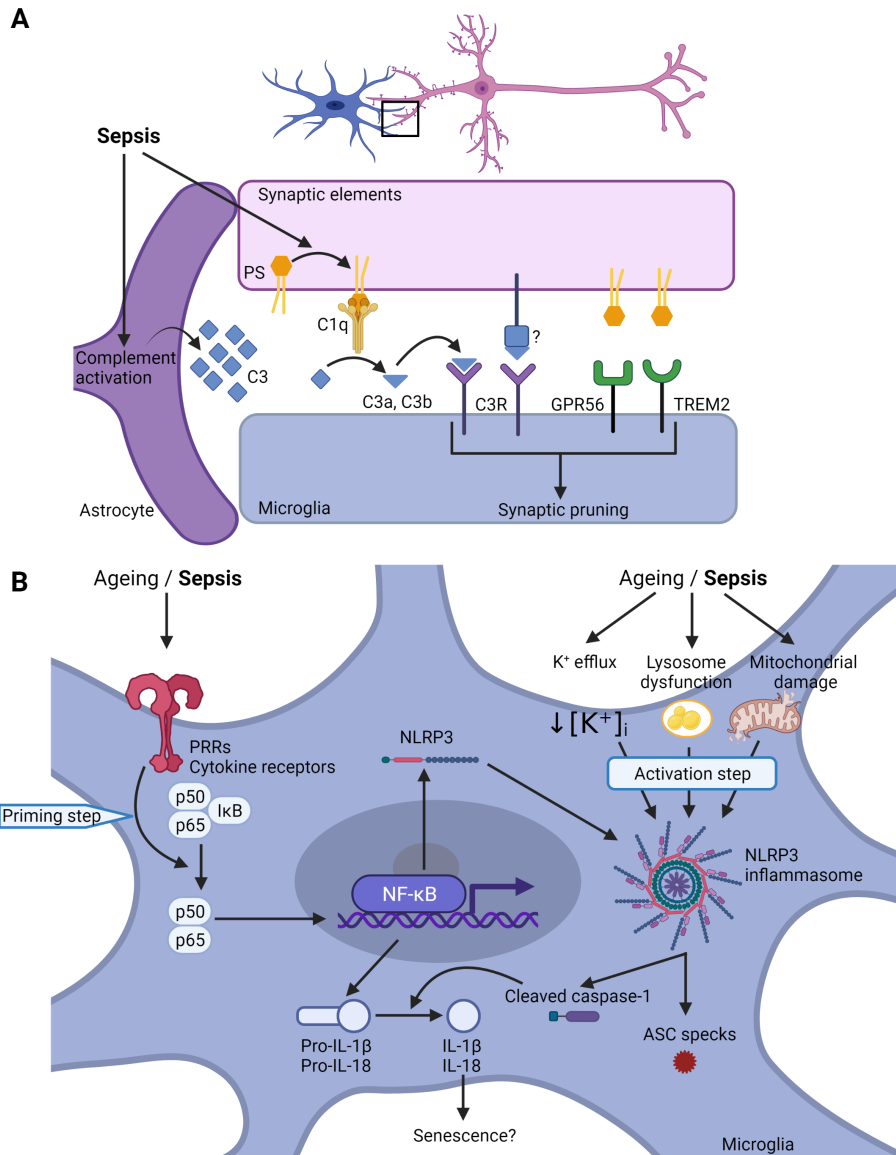 A
Sepsis
Synaptic elements
PS
C1q
?
Complement
activation
C3
C3a, C3b
C3R
GPR56
TREM2
Astrocyte
Microglia
Synaptic pruning
B
Ageing / Sepsis
Ageing / Sepsis
K⁺ efflux
Lysosome
dysfunction
Mitochondrial
damage
↓[K⁺]ᵢ
NLRP3
PRRs
Cytokine receptors
Activation step
Priming step
p50
p65
IκB
NLRP3
inflammasome
NF-κB
p50
p65
Cleaved caspase-1
ASC specks
Pro-IL-1β
Pro-IL-18
IL-1β
IL-18
Senescence?
Microglia